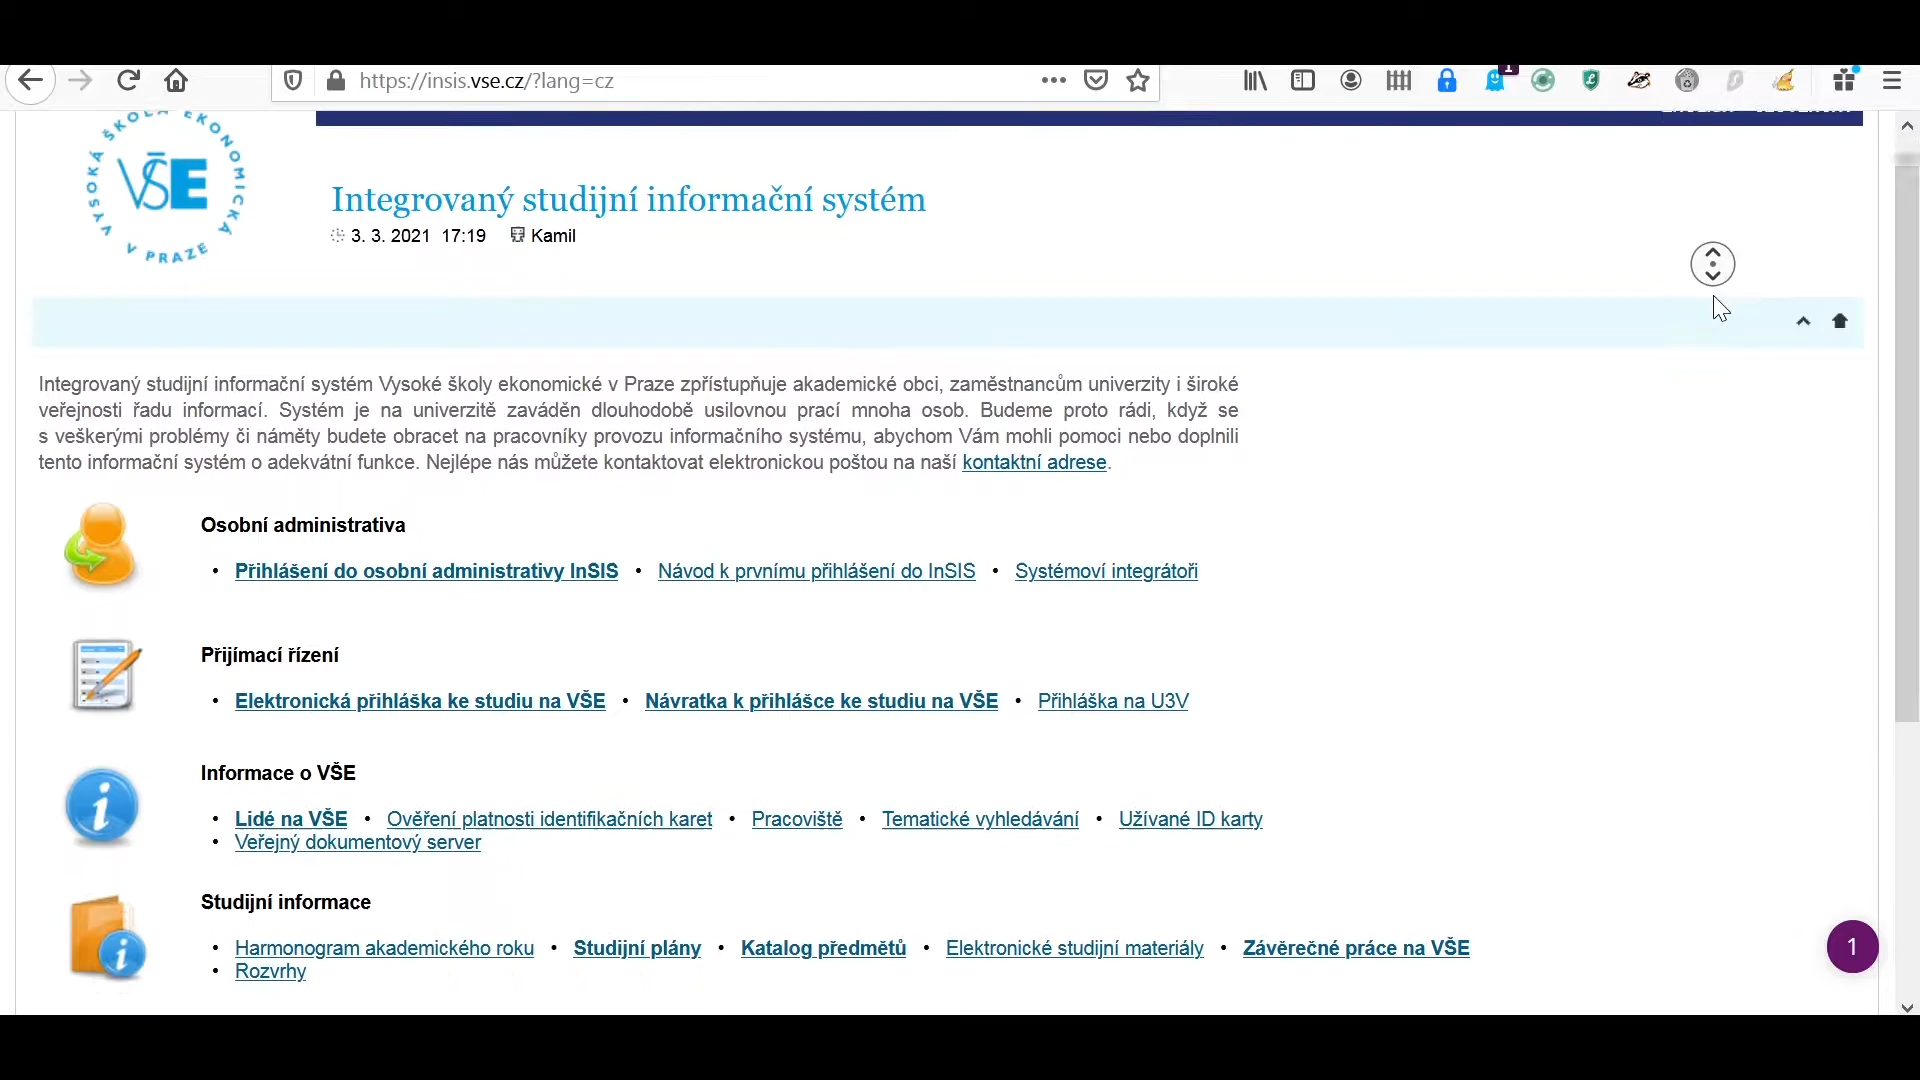 https://insis.vse.cz/?lang=cz
1
VYSOKÁ ŠKOLA EKONOMICKÁ V PRAZE
VŠE
Integrovaný studijní informační systém
3. 3. 2021 17:19 Kamil
Integrovaný studijní informační systém Vysoké školy ekonomické v Praze zpřístupňuje akademické obci, zaměstnancům univerzity i široké
veřejnosti řadu informací. Systém je na univerzitě zaváděn dlouhodobě usilovnou prací mnoha osob. Budeme proto rádi, když se
s veškerými problémy či náměty budete obracet na pracovníky provozu informačního systému, abychom Vám mohli pomoci nebo doplnili
tento informační systém o adekvátní funkce. Nejlépe nás můžete kontaktovat elektronickou poštou na naší kontaktní adrese.
Osobní administrativa
• Přihlášení do osobní administrativy InSIS • Návod k prvnímu přihlášení do InSIS • Systémoví integrátoři
Přijímací řízení
• Elektronická přihláška ke studiu na VŠE • Návratka k přihlášce ke studiu na VŠE • Přihláška na U3V
Informace o VŠE
• Lidé na VŠE • Ověření platnosti identifikačních karet • Pracoviště • Tematické vyhledávání • Užívané ID karty
• Veřejný dokumentový server
Studijní informace
• Harmonogram akademického roku • Studijní plány • Katalog předmětů • Elektronické studijní materiály • Závěrečné práce na VŠE
• Rozvrhy
1